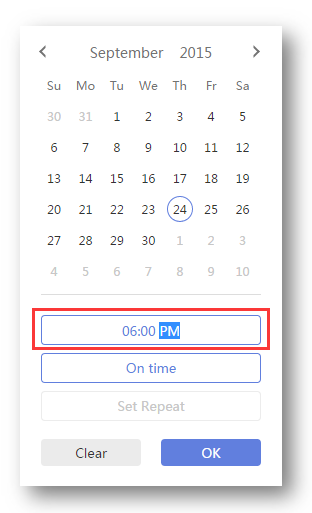 September 2015
Su Mo Tu We Th Fr Sa
30 31 1 2 3 4 5
6 7 8 9 10 11 12
13 14 15 16 17 18 19
20 21 22 23 24 25 26
27 28 29 30 1 2 3
4 5 6 7 8 9 10
06:00 PM
On time
Set Repeat
Clear OK